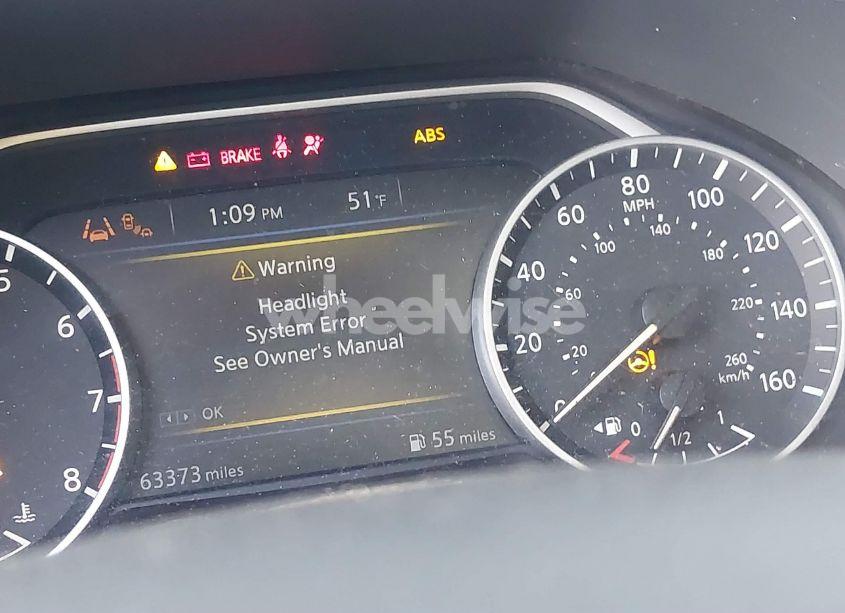 BRAKE
ABS
1:09 PM
51°F
Warning
Headlight
System Error
See Owner's Manual
OK
63373 miles
55 miles
5
6
7
8
0
20
40
60
80
100
120
140
160
MPH
20
60
100
140
180
220
260
km/h
0
1/2
1
wheelwise